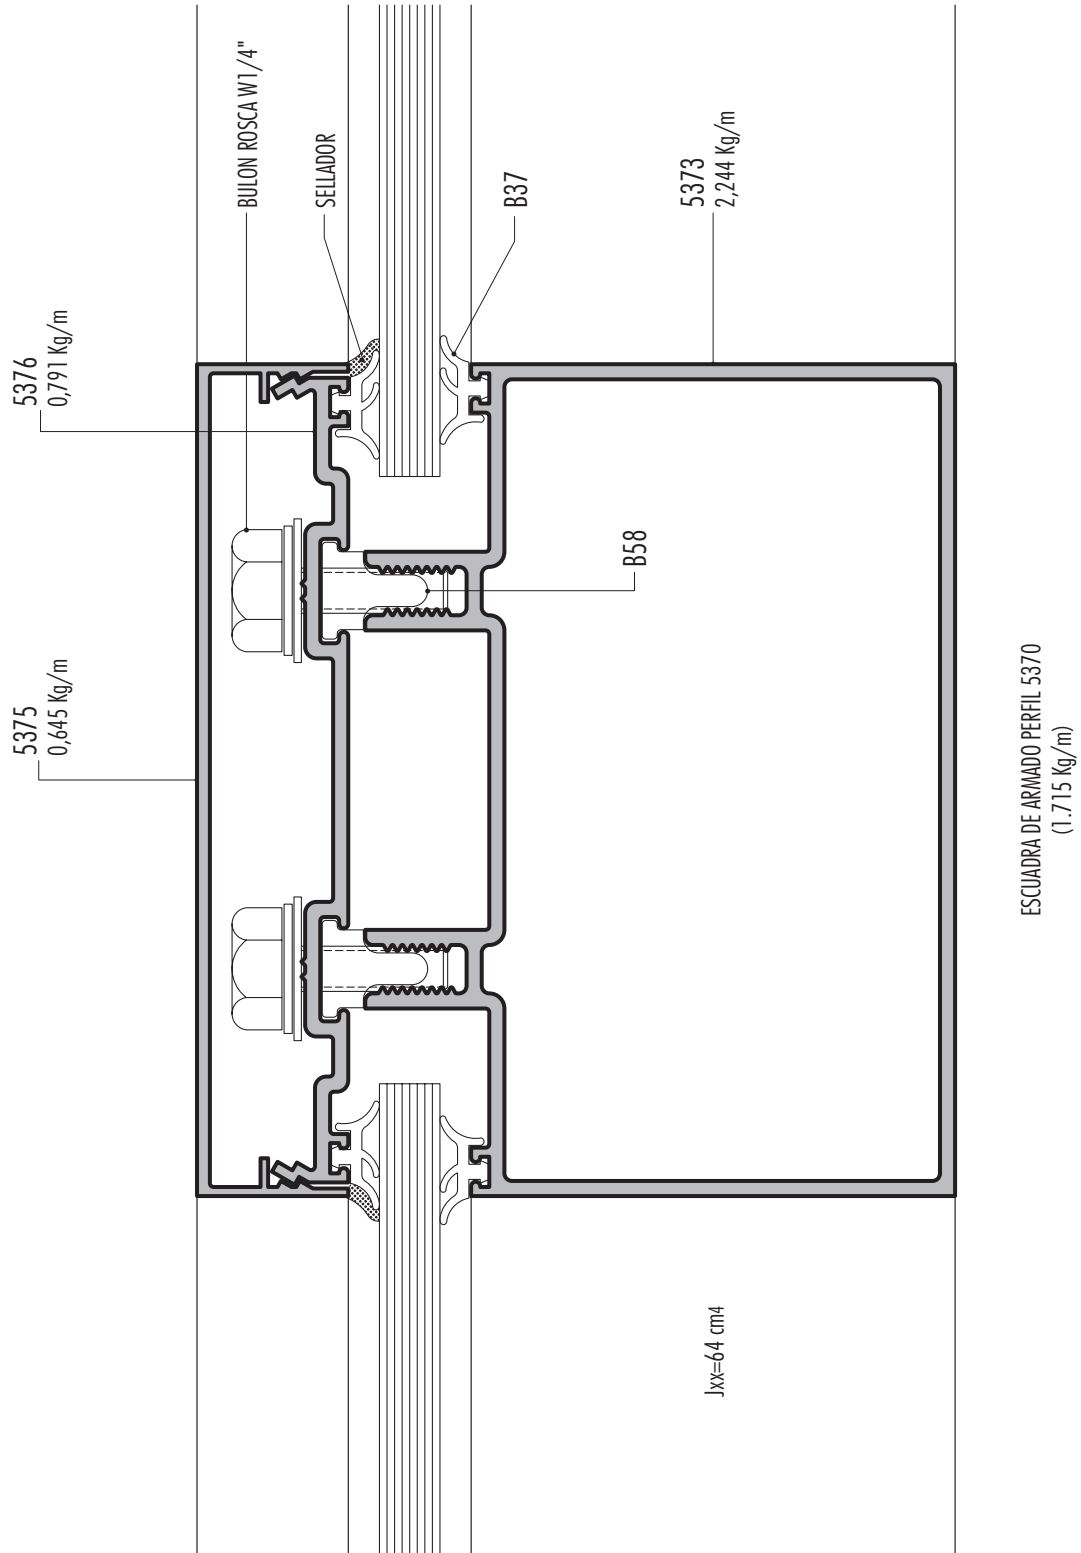 5376
0,791 Kg/m
5375
0,645 Kg/m
BULON ROSCA W1/4"
SELLADOR
B37
B58
5373
2,244 Kg/m
Jxx=64 cm4
ESCUADRA DE ARMADO PERFIL 5370
(1.715 Kg/m)